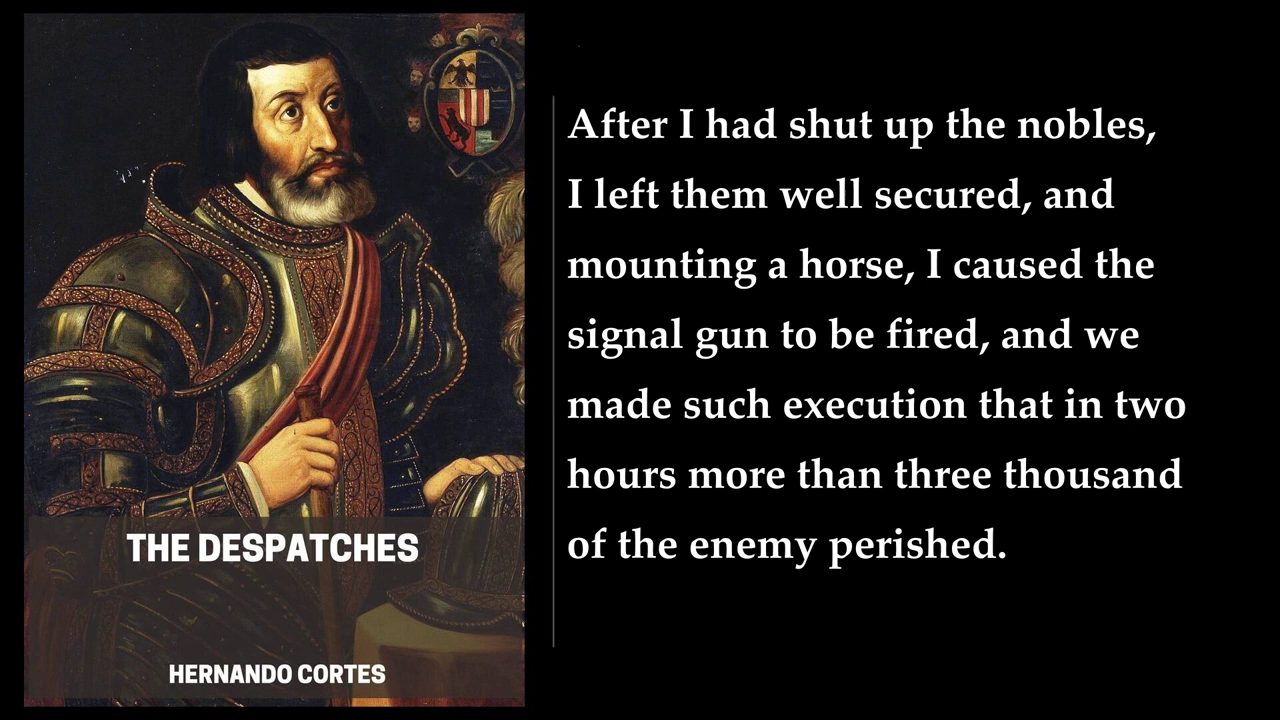 THE DESPATCHES
HERNANDO CORTES
After I had shut up the nobles,
I left them well secured, and
mounting a horse, I caused the
signal gun to be fired, and we
made such execution that in two
hours more than three thousand
of the enemy perished.